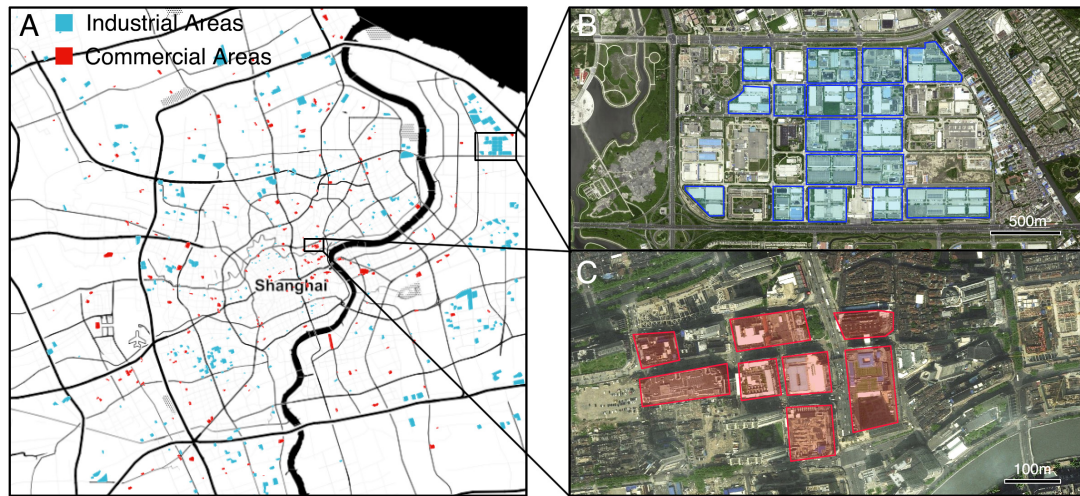 A
Industrial Areas
Commercial Areas
Shanghai
B
500m
C
100m